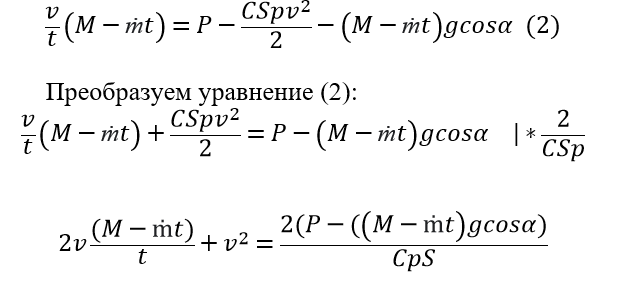 v/t (M − ṁt) = P − CSpv²/2 − (M − ṁt)gcosα (2)
Преобразуем уравнение (2):
v/t (M − ṁt) + CSpv²/2 = P − (M − ṁt)gcosα |∗ 2/CSp
2v (M − ṁt)/t + v² = 2(P − ((M − ṁt)gcosα)/CpS